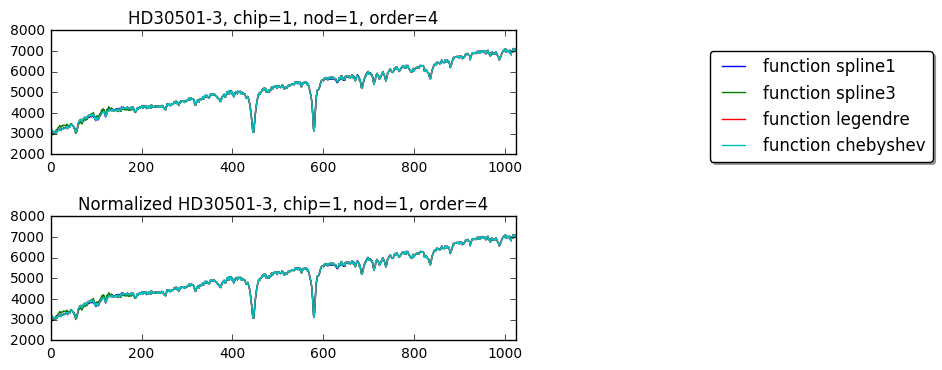 HD30501-3, chip=1, nod=1, order=4
8000
7000
6000
5000
4000
3000
2000
0 200 400 600 800 1000
function spline1
function spline3
function legendre
function chebyshev
Normalized HD30501-3, chip=1, nod=1, order=4
8000
7000
6000
5000
4000
3000
2000
0 200 400 600 800 1000